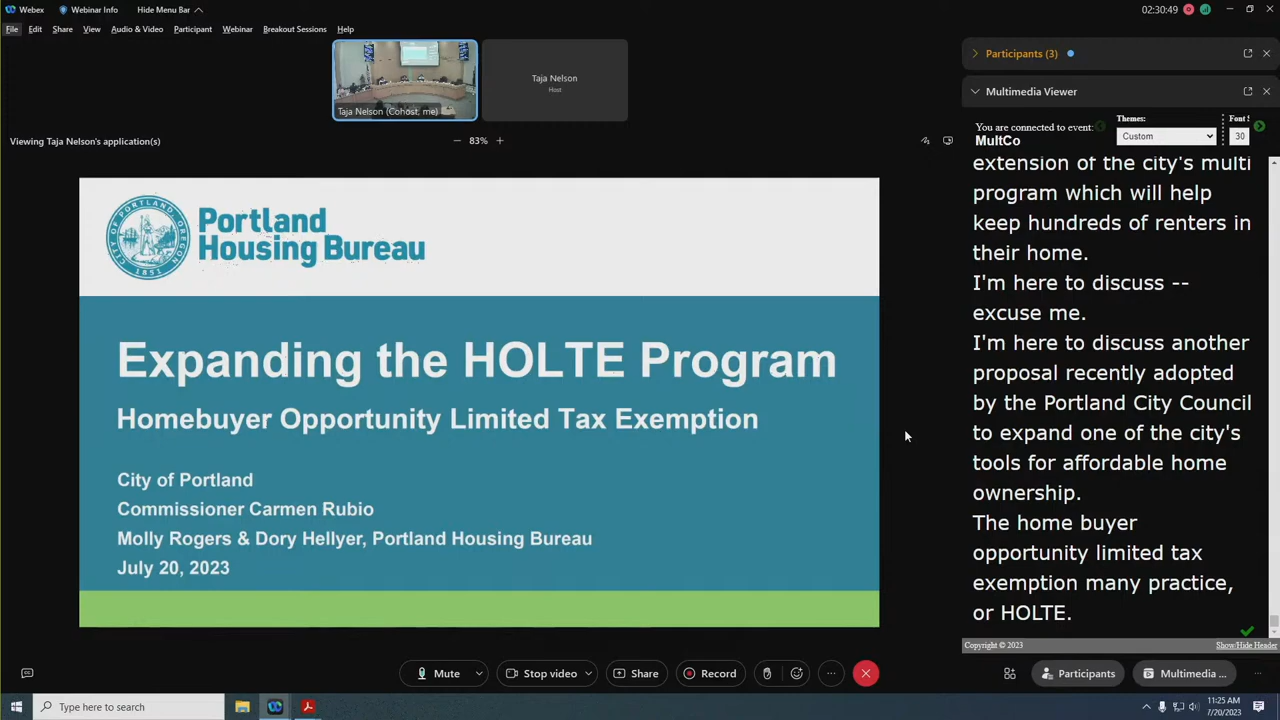 Webex
Webinar Info
Hide Menu Bar
02:30:49
File Edit Share View Audio & Video Participant Webinar Breakout Sessions Help
Taja Nelson (Cohost, me)
Taja Nelson
Host
Viewing Taja Nelson's application(s)
83%
CITY OF PORTLAND, OREGON
1851
Portland
Housing Bureau
Expanding the HOLTE Program
Homebuyer Opportunity Limited Tax Exemption
City of Portland
Commissioner Carmen Rubio
Molly Rogers & Dory Hellyer, Portland Housing Bureau
July 20, 2023
Participants (3)
Multimedia Viewer
You are connected to event:
MultCo
Themes:
Custom
Font
30
extension of the city's multi
program which will help
keep hundreds of renters in
their home.
I'm here to discuss --
excuse me.
I'm here to discuss another
proposal recently adopted
by the Portland City Council
to expand one of the city's
tools for affordable home
ownership.
The home buyer
opportunity limited tax
exemption many practice,
or HOLTE.
Copyright © 2023
Show/Hide Header
Mute
Stop video
Share
Record
Participants
Multimedia ...
Type here to search
11:25 AM
7/20/2023